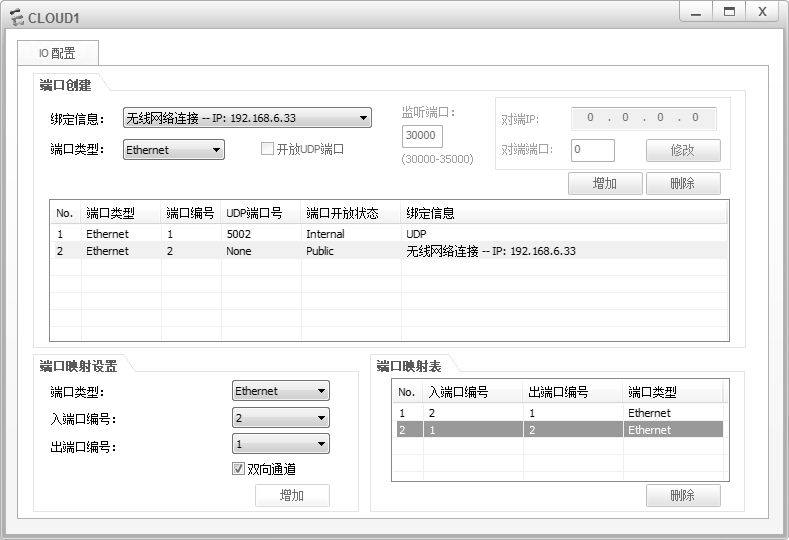 CLOUD1
IO 配置
端口创建
绑定信息： 无线网络连接 -- IP: 192.168.6.33
监听端口：
对端IP: 0 . 0 . 0 . 0
端口类型： Ethernet
开放UDP端口
30000
(30000-35000)
对端端口： 0
修改
增加 删除
No. 端口类型 端口编号 UDP端口号 端口开放状态 绑定信息
1 Ethernet 1 5002 Internal UDP
2 Ethernet 2 None Public 无线网络连接 -- IP: 192.168.6.33
端口映射设置
端口类型： Ethernet
入端口编号： 2
出端口编号： 1
双向通道
增加
端口映射表
No. 入端口编号 出端口编号 端口类型
1 2 1 Ethernet
2 1 2 Ethernet
删除